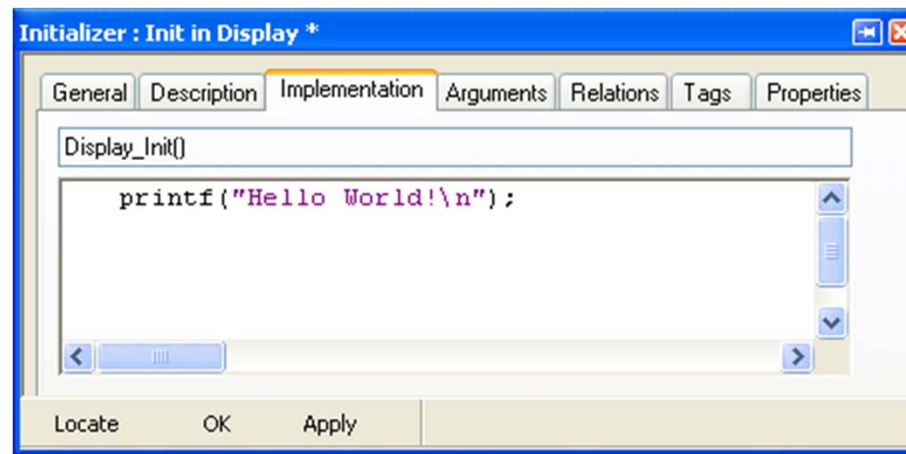 Initializer : Init in Display *
General Description Implementation Arguments Relations Tags Properties
Display_Init()
printf("Hello World!\n");
Locate OK Apply